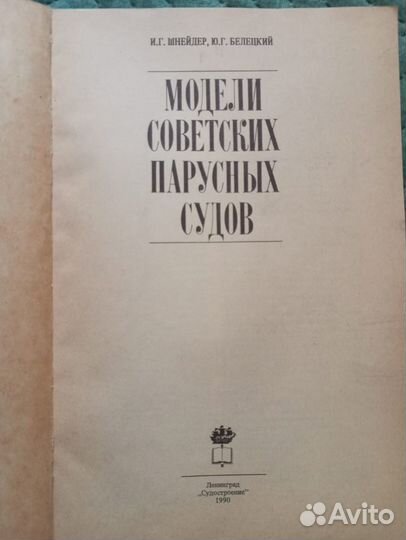 И.Г. ШНЕЙДЕР, Ю.Г. БЕЛЕЦКИЙ
МОДЕЛИ
СОВЕТСКИХ
ПАРУСНЫХ
СУДОВ
Ленинград
„Судостроение"
1990
Avito